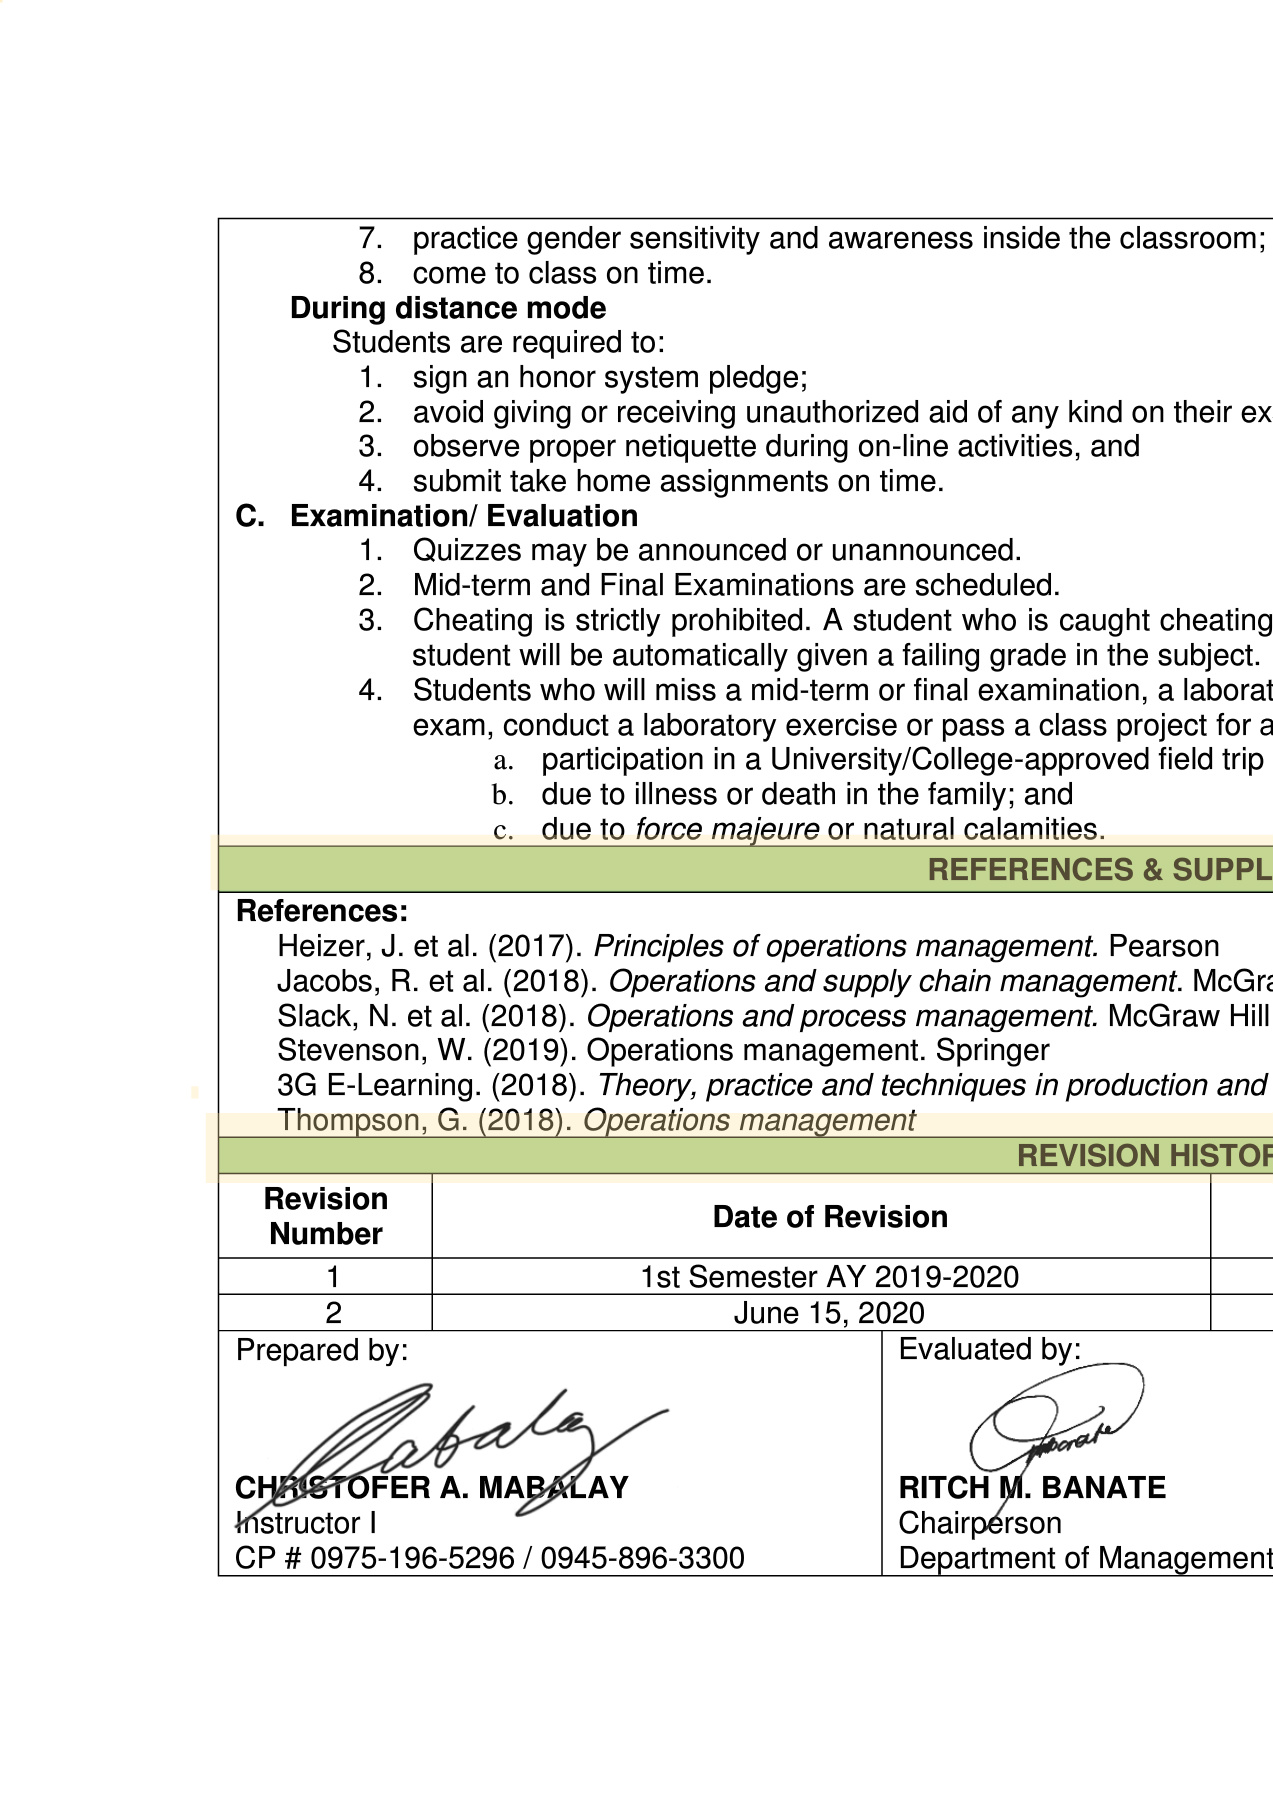 7. practice gender sensitivity and awareness inside the classroom;
8. come to class on time.
During distance mode
Students are required to:
1. sign an honor system pledge;
2. avoid giving or receiving unauthorized aid of any kind on their ex
3. observe proper netiquette during on-line activities, and
4. submit take home assignments on time.
C. Examination/ Evaluation
1. Quizzes may be announced or unannounced.
2. Mid-term and Final Examinations are scheduled.
3. Cheating is strictly prohibited. A student who is caught cheating
student will be automatically given a failing grade in the subject.
4. Students who will miss a mid-term or final examination, a laborat
exam, conduct a laboratory exercise or pass a class project for a
a. participation in a University/College-approved field trip
b. due to illness or death in the family; and
c. due to force majeure or natural calamities.
REFERENCES & SUPPL
References:
Heizer, J. et al. (2017). Principles of operations management. Pearson
Jacobs, R. et al. (2018). Operations and supply chain management. McGra
Slack, N. et al. (2018). Operations and process management. McGraw Hill
Stevenson, W. (2019). Operations management. Springer
3G E-Learning. (2018). Theory, practice and techniques in production and
Thompson, G. (2018). Operations management
REVISION HISTOR
Revision Number
Date of Revision
1 1st Semester AY 2019-2020
2 June 15, 2020
Prepared by:
CHRISTOFER A. MABALAY
Instructor I
CP # 0975-196-5296 / 0945-896-3300
Evaluated by:
RITCH M. BANATE
Chairperson
Department of Management